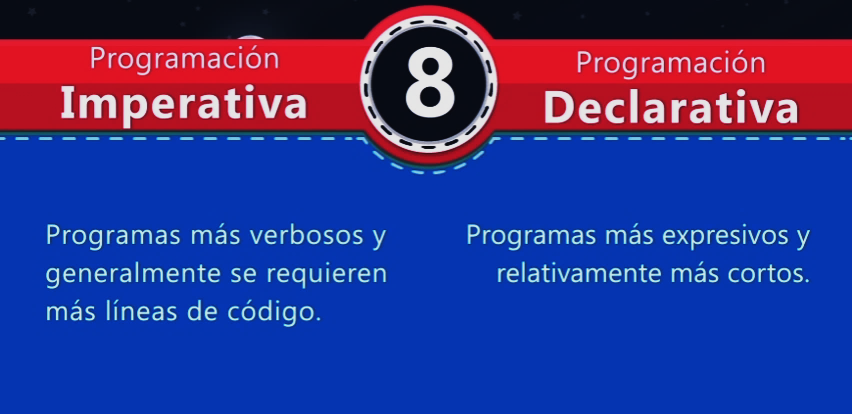 Programación
Imperativa
8
Programación
Declarativa
Programas más verbosos y
generalmente se requieren
más líneas de código.
Programas más expresivos y
relativamente más cortos.